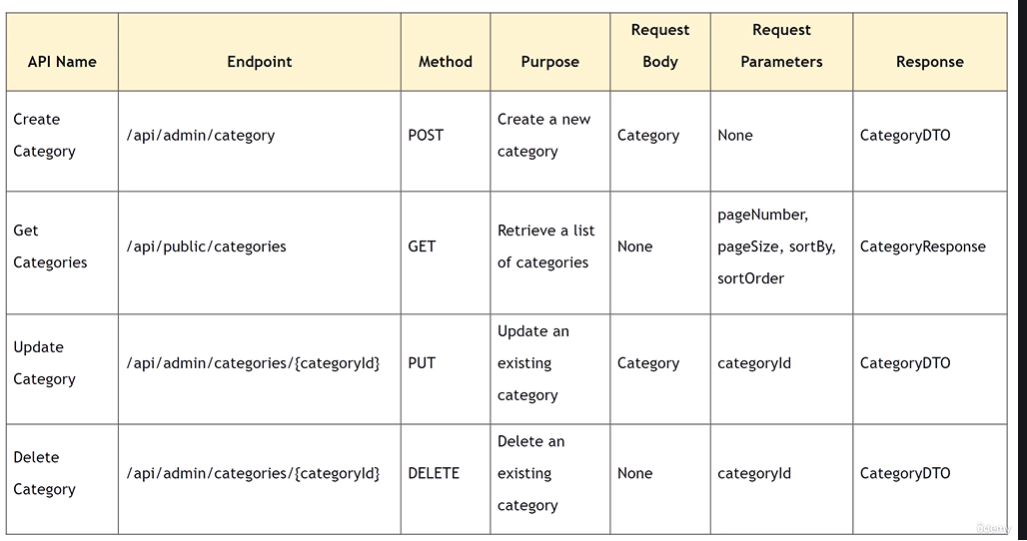 API Name Endpoint Method Purpose Request Body Request Parameters Response
Create Category /api/admin/category POST Create a new category Category None CategoryDTO
Get Categories /api/public/categories GET Retrieve a list of categories None pageNumber, pageSize, sortBy, sortOrder CategoryResponse
Update Category /api/admin/categories/{categoryId} PUT Update an existing category Category categoryId CategoryDTO
Delete Category /api/admin/categories/{categoryId} DELETE Delete an existing category None categoryId CategoryDTO
Udemy